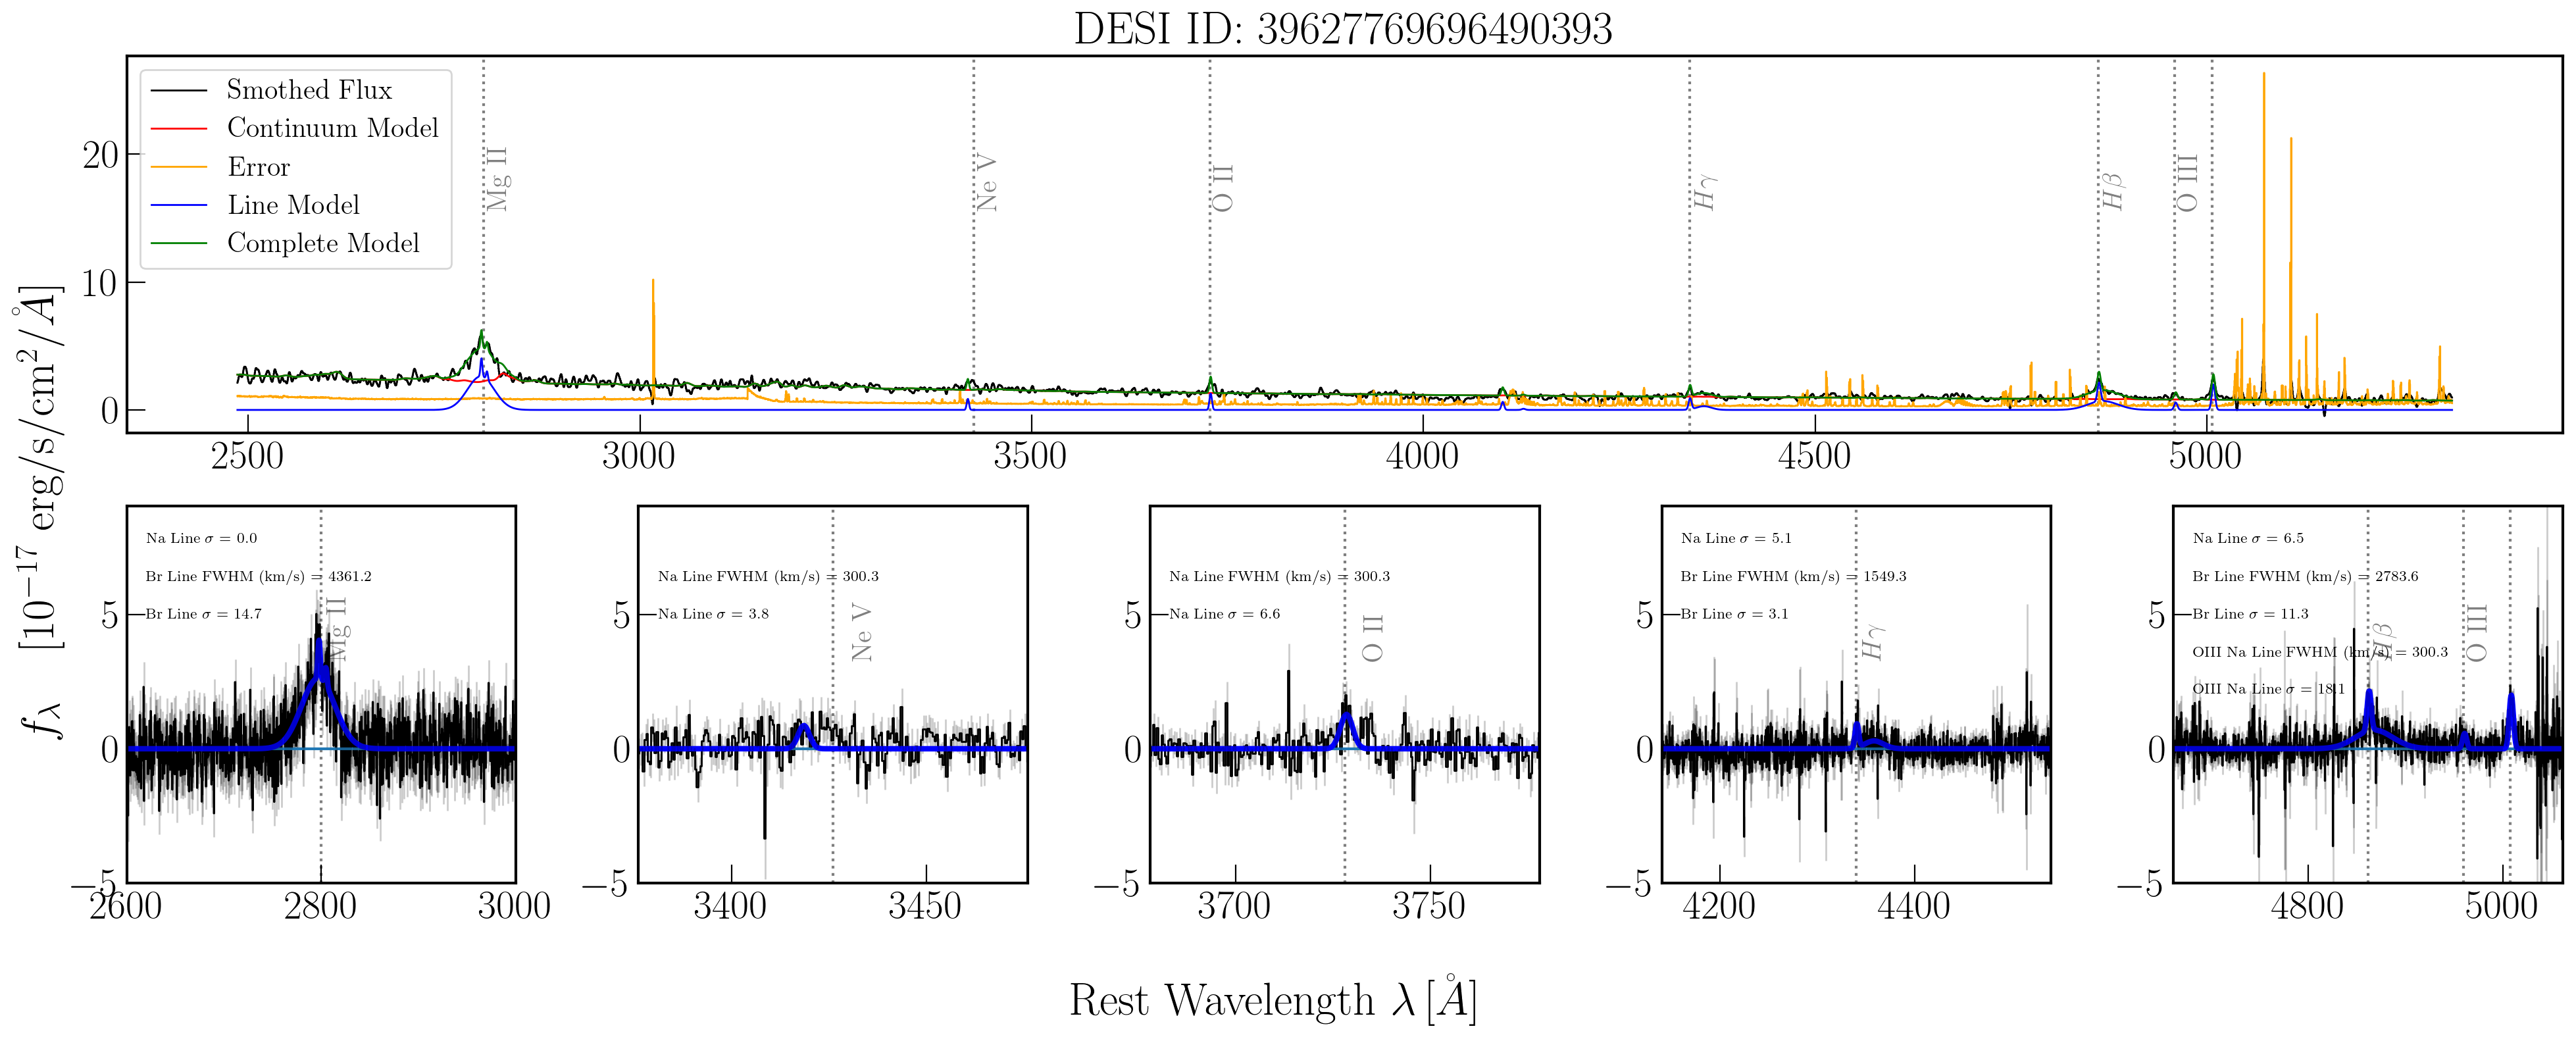 DESI ID: 39627769696490393
Smothed Flux
Continuum Model
Error
Line Model
Complete Model
Mg II
Ne V
O II
Hγ
Hβ
O III
20
10
0
2500 3000 3500 4000 4500 5000
f_λ [10^{-17} erg/s/cm^2/Å]
Na Line σ = 0.0
Br Line FWHM (km/s) = 4361.2
Br Line σ = 14.7
Mg II
5
0
−5
2600 2800 3000
Na Line FWHM (km/s) = 300.3
Na Line σ = 3.8
Ne V
5
0
−5
3400 3450
Na Line FWHM (km/s) = 300.3
Na Line σ = 6.6
O II
5
0
−5
3700 3750
Na Line σ = 5.1
Br Line FWHM (km/s) = 1549.3
Br Line σ = 3.1
Hγ
5
0
−5
4200 4400
Na Line σ = 6.5
Br Line FWHM (km/s) = 2783.6
Br Line σ = 11.3
OIII Na Line FWHM (km/s) = 300.3
OIII Na Line σ = 18.1
Hβ
O III
5
0
−5
4800 5000
Rest Wavelength λ [Å]